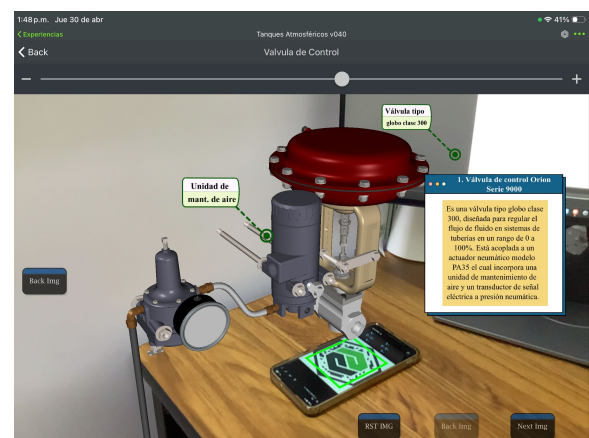 1:48 p.m. Jue 30 de abr
41%
Experiencias
Tanques Atmosféricos v040
Back
Valvula de Control
Válvula tipo
globo clase 300
Unidad de
mant. de aire
1. Válvula de control Orion
Serie 9000
Es una válvula tipo globo clase
300, diseñada para regular el
flujo de fluido en sistemas de
tuberías en un rango de 0 a
100%. Está acoplada a un
actuador neumático modelo
PA35 el cual incorpora una
unidad de mantenimiento de
aire y un transductor de señal
eléctrica a presión neumática.
Back Img
RST IMG
Back Img
Next Img